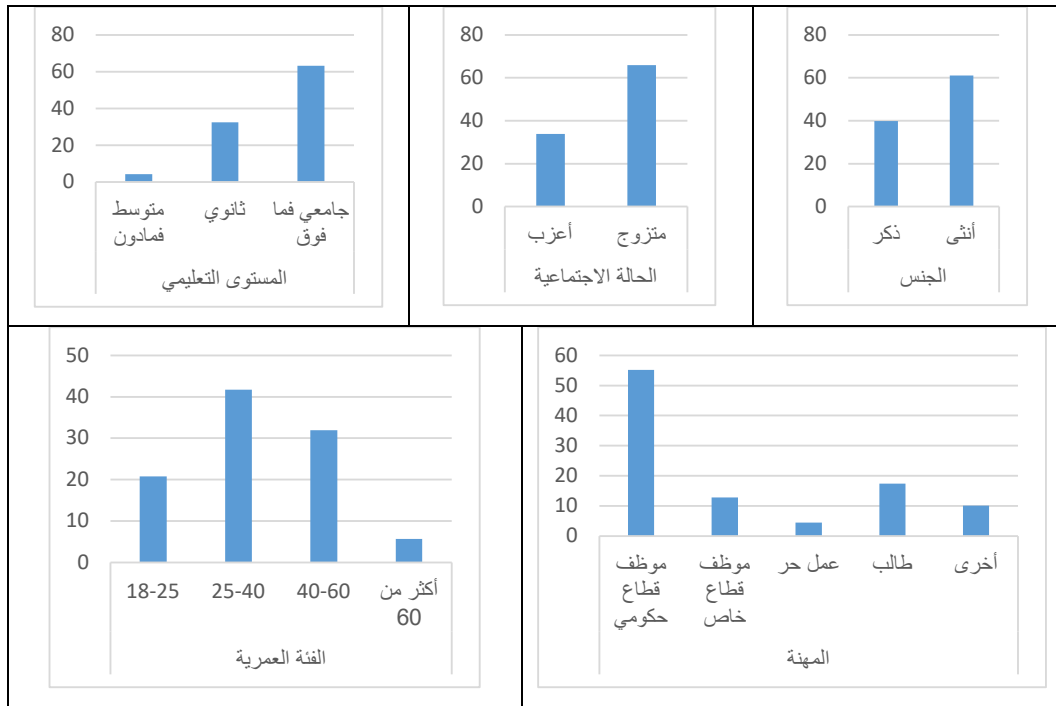 80
60
40
20
0
متوسط فمادون
ثانوي
جامعي فما فوق
المستوى التعليمي
80
60
40
20
0
أعزب
متزوج
الحالة الاجتماعية
80
60
40
20
0
ذكر
أنثى
الجنس
50
40
30
20
10
0
18-25
25-40
40-60
أكثر من 60
الفئة العمرية
60
50
40
30
20
10
0
موظف قطاع حكومي
موظف قطاع خاص
عمل حر
طالب
أخرى
المهنة